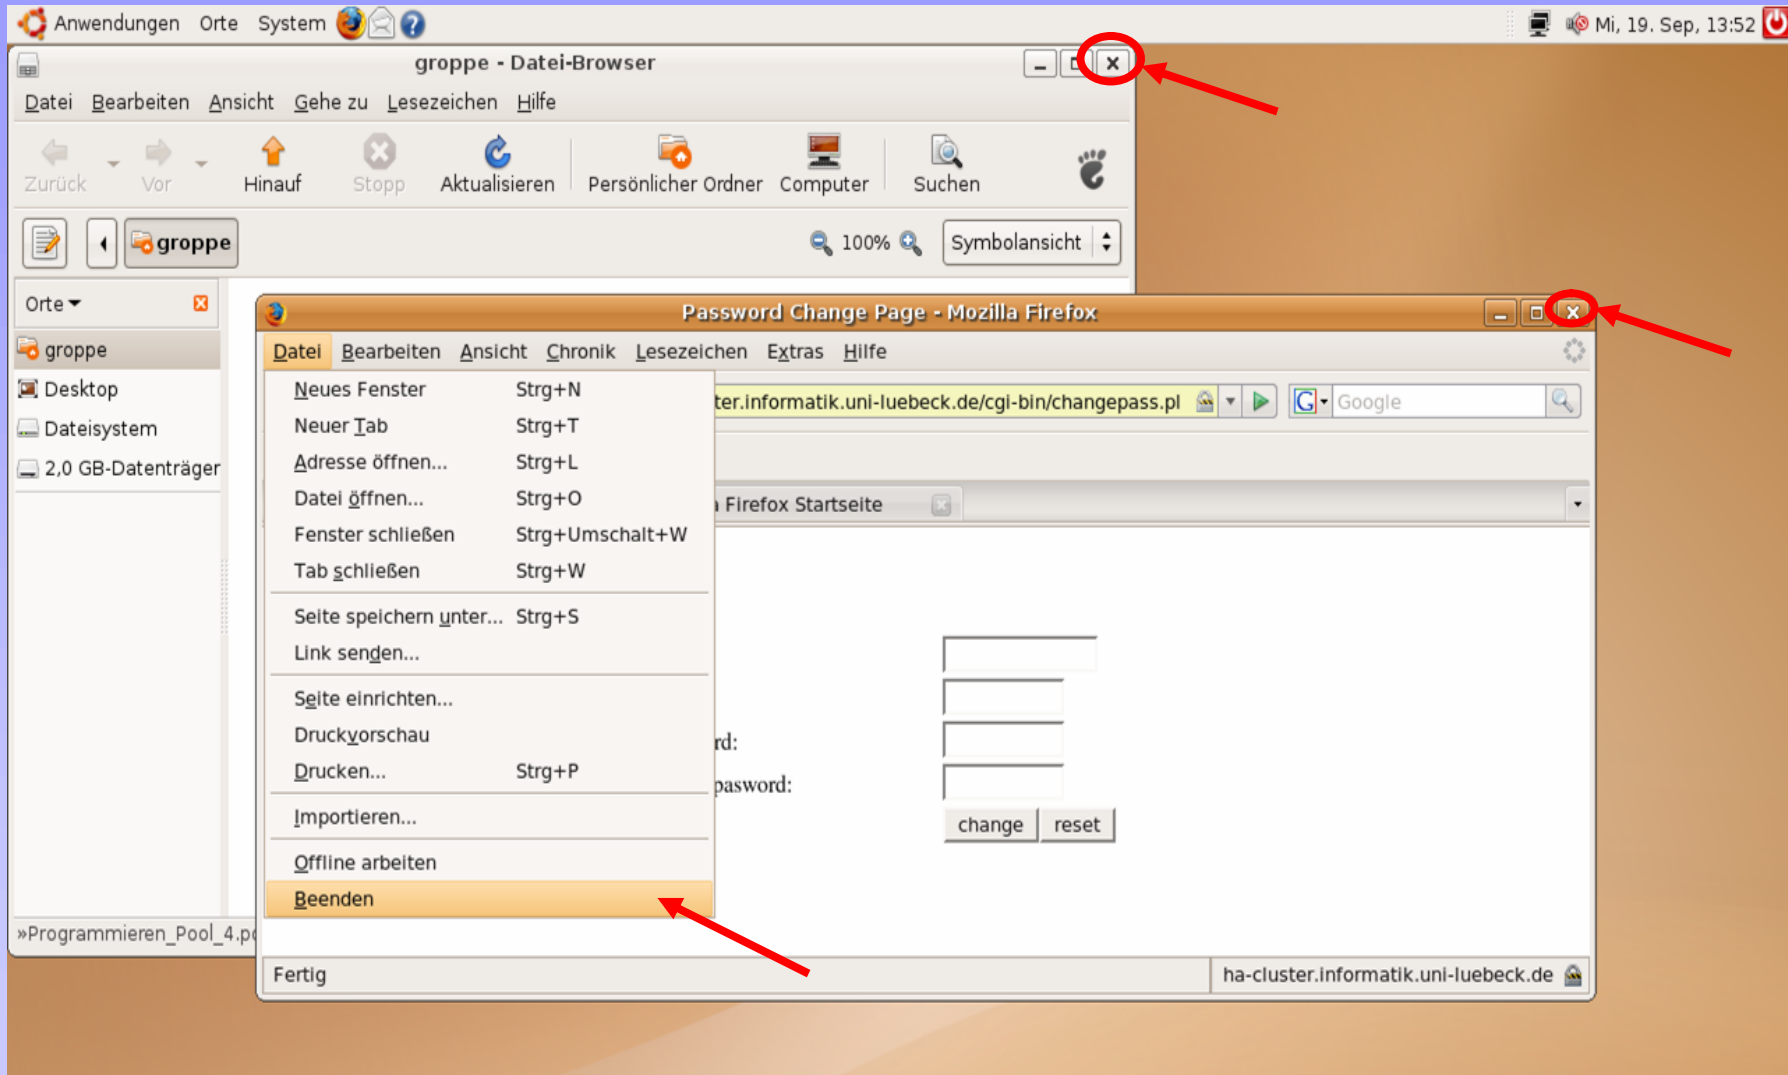 Anwendungen Orte System Mi, 19. Sep, 13:52
groppe - Datei-Browser
Datei Bearbeiten Ansicht Gehe zu Lesezeichen Hilfe
Zurück Vor Hinauf Stopp Aktualisieren Persönlicher Ordner Computer Suchen
groppe 100% Symbolansicht
Orte
groppe
Desktop
Dateisystem
2,0 GB-Datenträger
»Programmieren_Pool_4.p
Password Change Page - Mozilla Firefox
Datei Bearbeiten Ansicht Chronik Lesezeichen Extras Hilfe
ter.informatik.uni-luebeck.de/cgi-bin/changepass.pl G Google
Firefox Startseite
Neues Fenster Strg+N
Neuer Tab Strg+T
Adresse öffnen... Strg+L
Datei öffnen... Strg+O
Fenster schließen Strg+Umschalt+W
Tab schließen Strg+W
Seite speichern unter... Strg+S
Link senden...
Seite einrichten...
Druckvorschau
Drucken... Strg+P
Importieren...
Offline arbeiten
Beenden
rd:
pasword:
change reset
Fertig ha-cluster.informatik.uni-luebeck.de